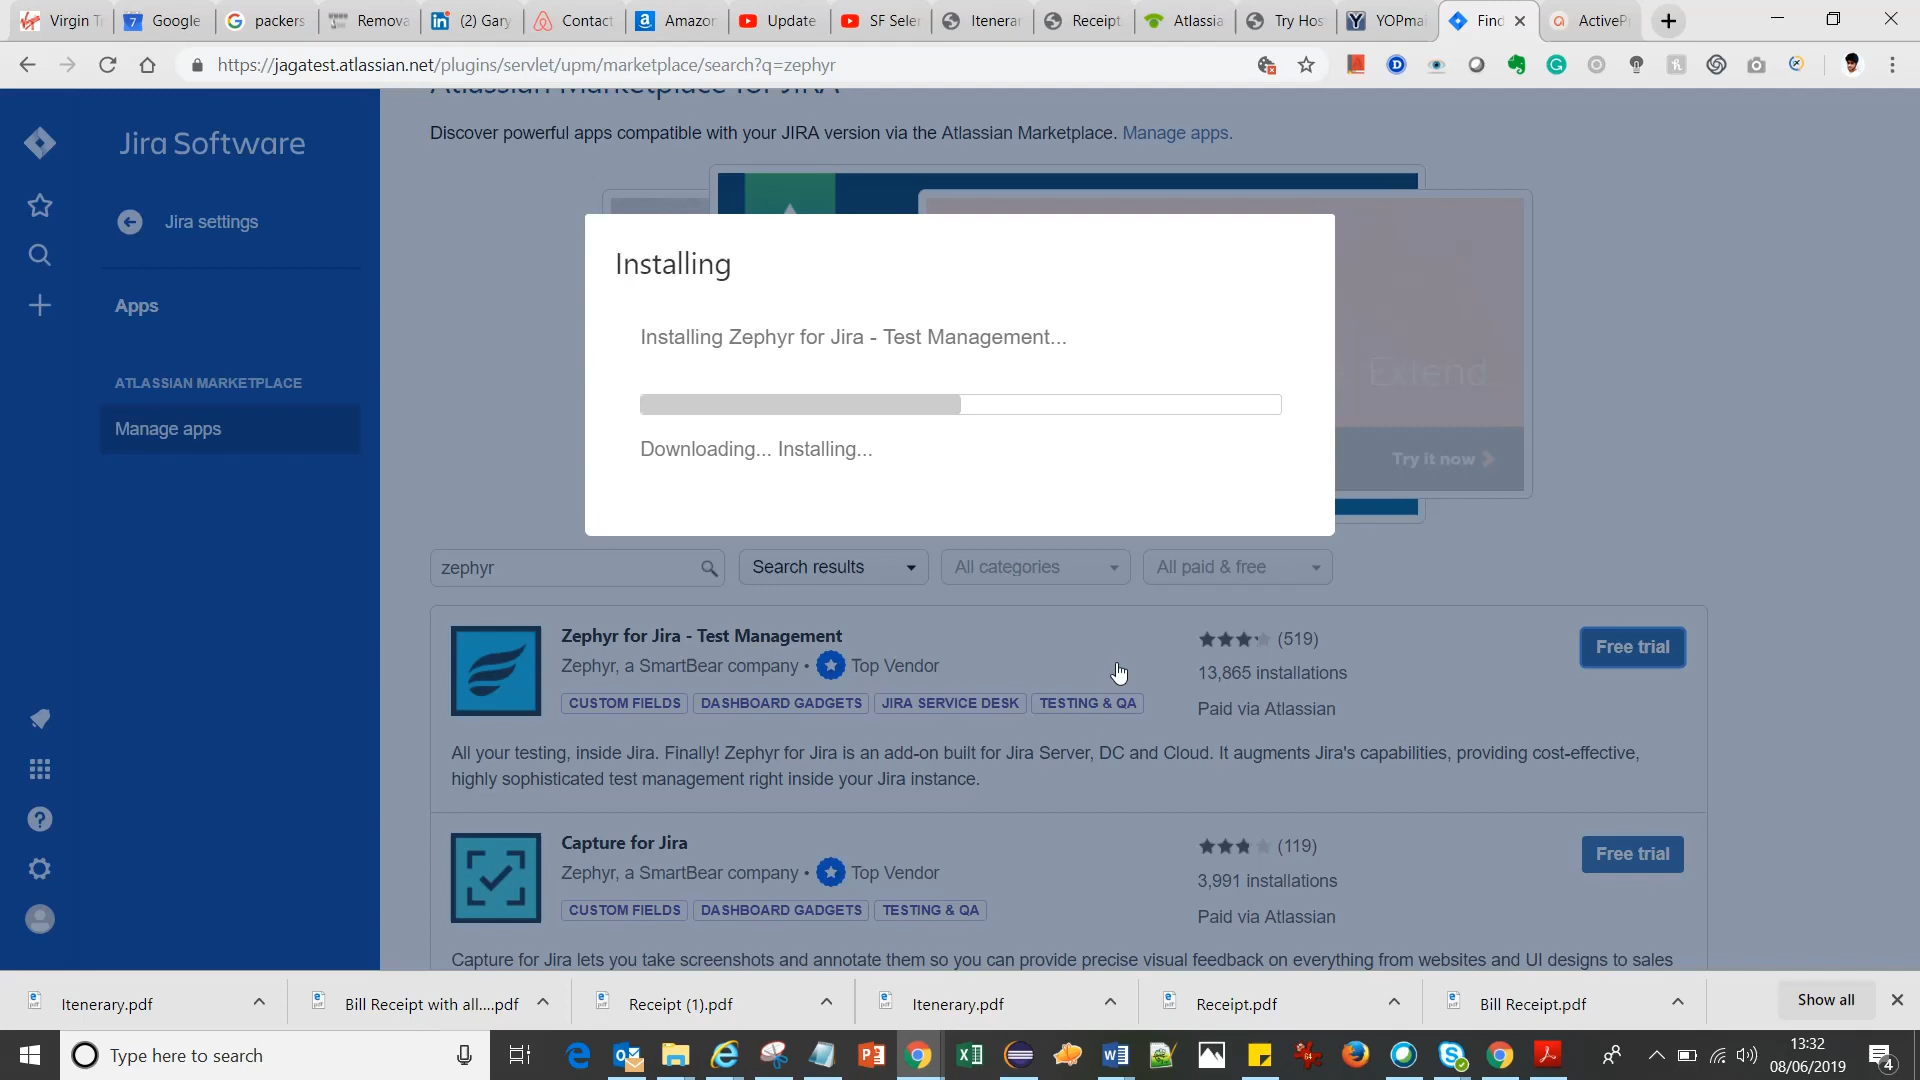 Virgin T
7 Google
packers
Remova
(2) Gary
Contact
Amazon
Update
SF Selen
Itenerar
Receipt
Atlassia
Try Hos
YOPma
Find
ActiveP
https://jagatest.atlassian.net/plugins/servlet/upm/marketplace/search?q=zephyr
Jira Software
Jira settings
Apps
ATLASSIAN MARKETPLACE
Manage apps
Atlassian Marketplace for JIRA
Discover powerful apps compatible with your JIRA version via the Atlassian Marketplace. Manage apps.
Extend
Try it now
Installing
Installing Zephyr for Jira - Test Management...
Downloading... Installing...
zephyr
Search results
All categories
All paid & free
Zephyr for Jira - Test Management
Zephyr, a SmartBear company • Top Vendor
CUSTOM FIELDS DASHBOARD GADGETS JIRA SERVICE DESK TESTING & QA
(519)
13,865 installations
Paid via Atlassian
Free trial
All your testing, inside Jira. Finally! Zephyr for Jira is an add-on built for Jira Server, DC and Cloud. It augments Jira's capabilities, providing cost-effective,
highly sophisticated test management right inside your Jira instance.
Capture for Jira
Zephyr, a SmartBear company • Top Vendor
CUSTOM FIELDS DASHBOARD GADGETS TESTING & QA
(119)
3,991 installations
Paid via Atlassian
Free trial
Capture for Jira lets you take screenshots and annotate them so you can provide precise visual feedback on everything from websites and UI designs to sales
Itenerary.pdf
Bill Receipt with all....pdf
Receipt (1).pdf
Itenerary.pdf
Receipt.pdf
Bill Receipt.pdf
Show all
Type here to search
13:32
08/06/2019
4